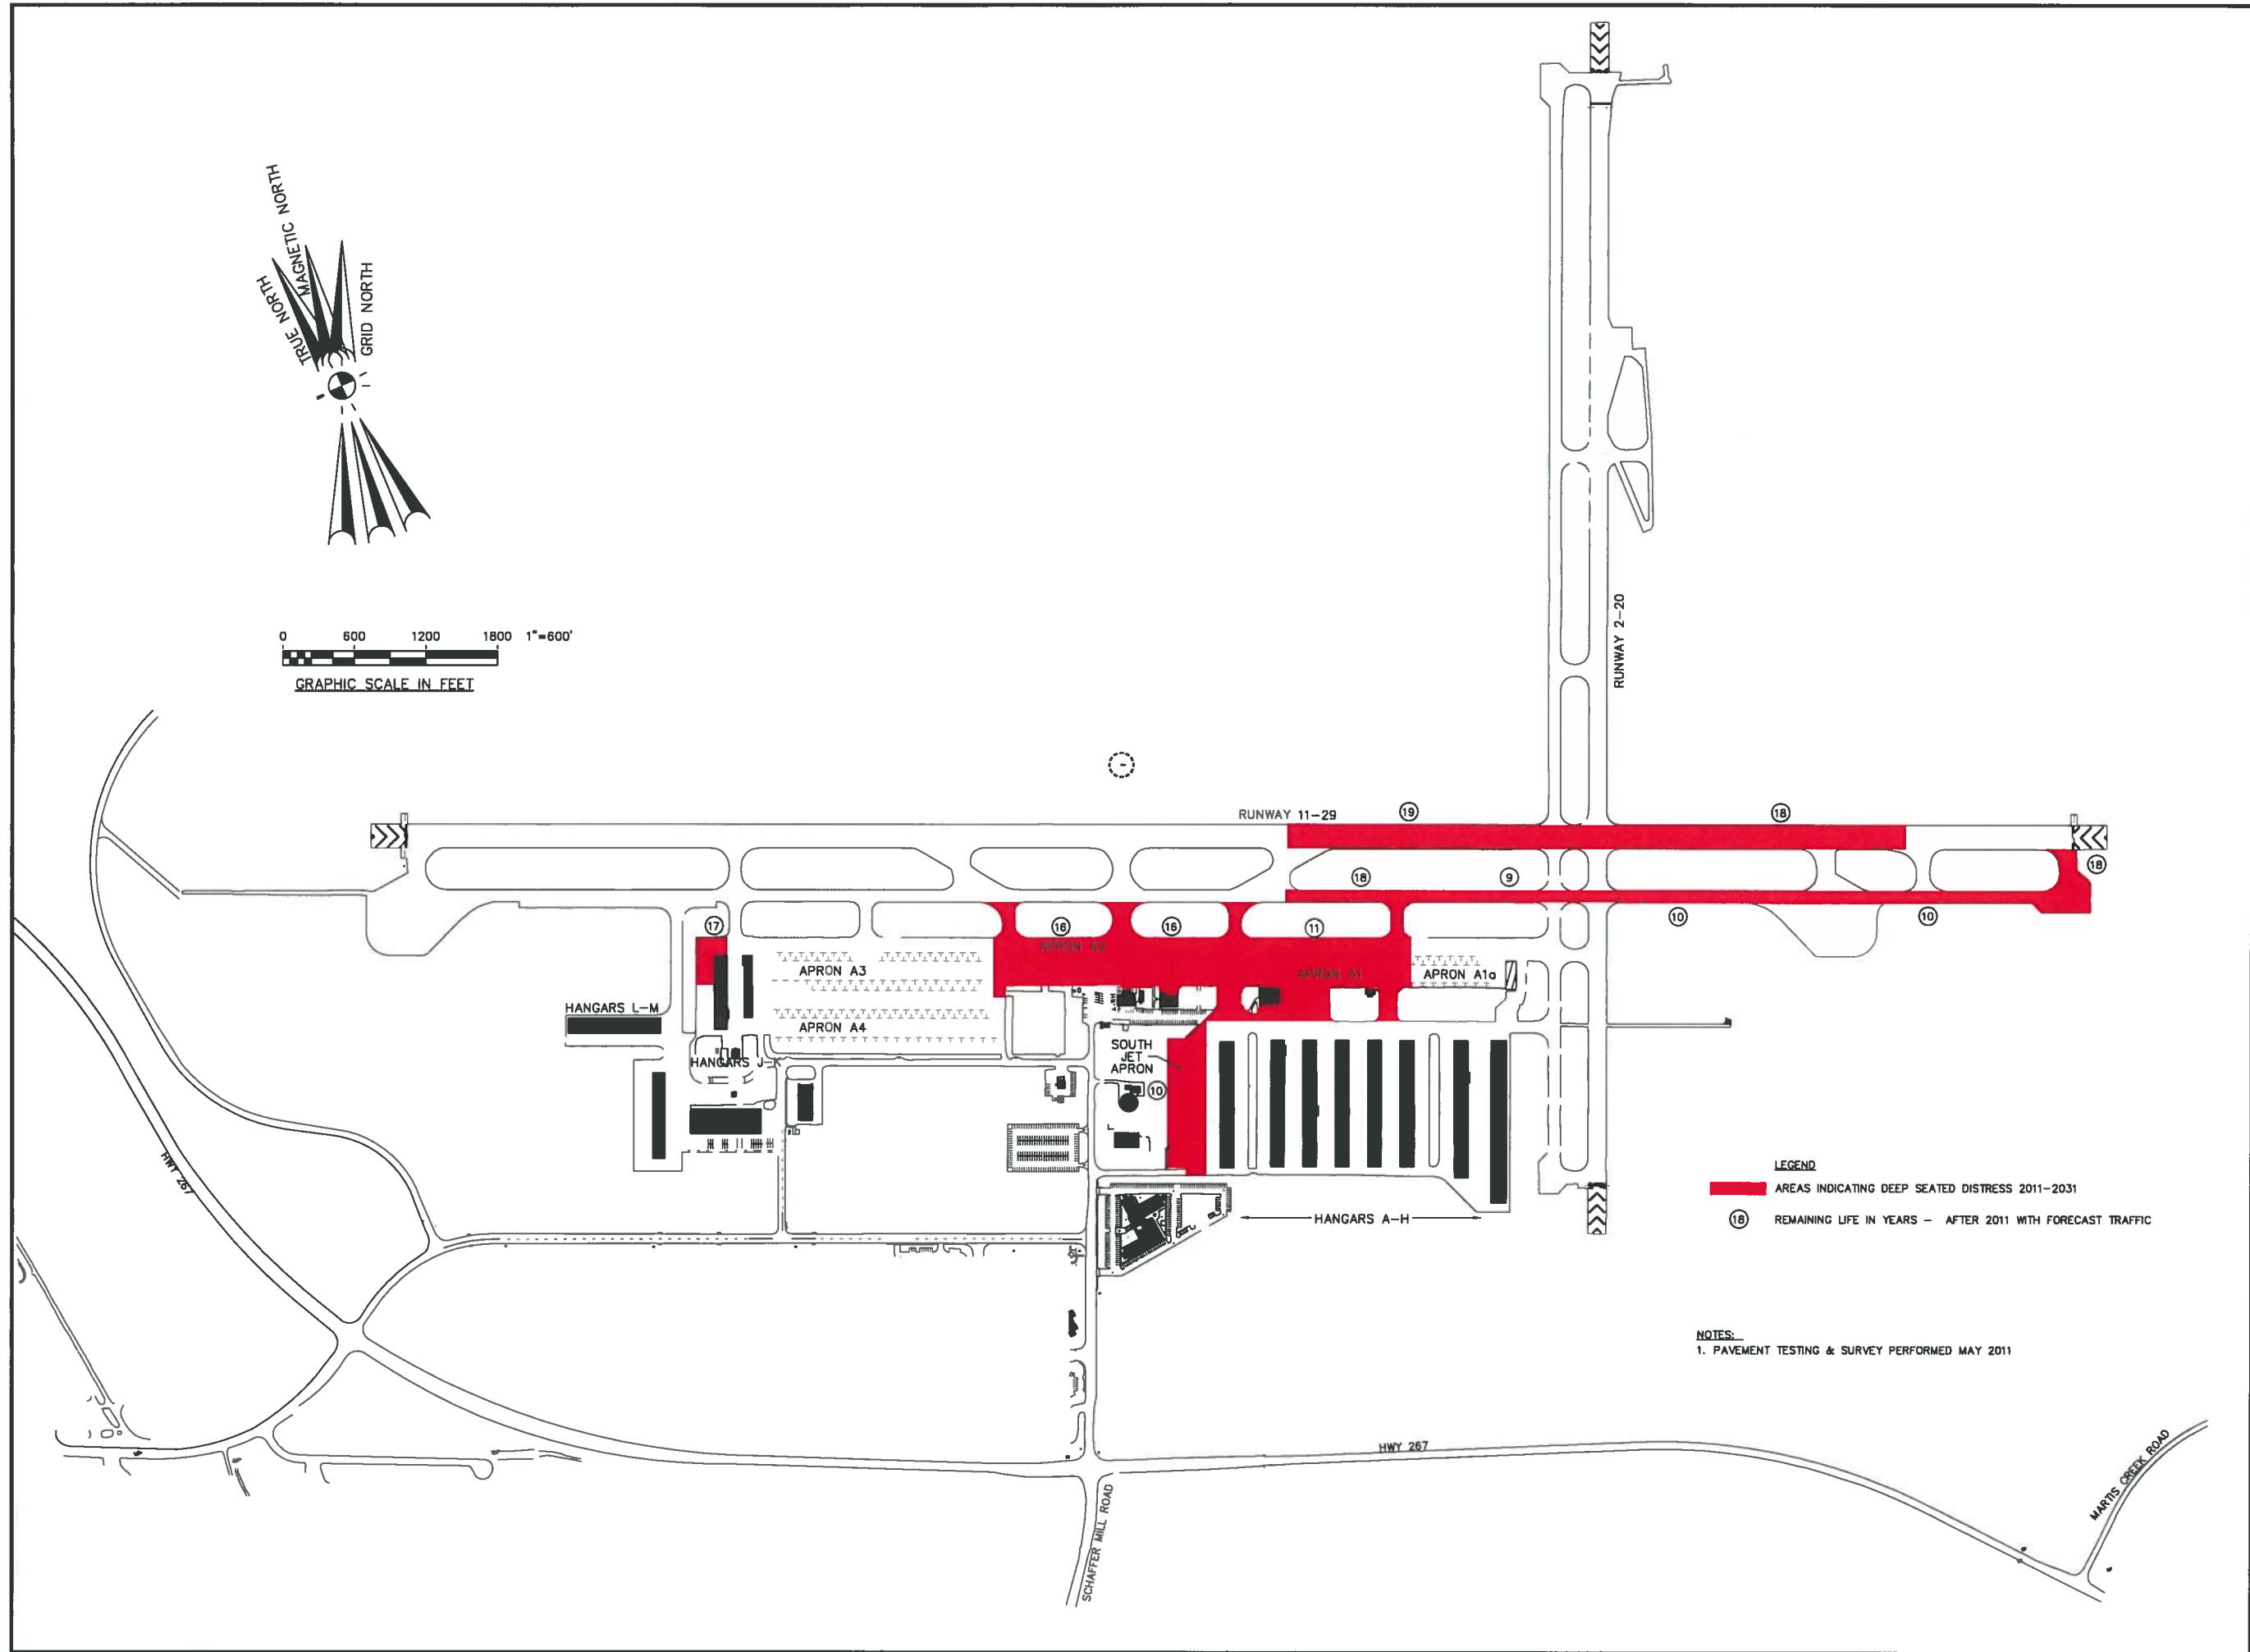 TRUE NORTH
MAGNETIC NORTH
GRID NORTH
0 600 1200 1800 1"=600'
GRAPHIC SCALE IN FEET
RUNWAY 2-20
RUNWAY 11-29
19
18
18
18
9
10
10
17
16
16
11
APRON A2
APRON A1
APRON A1a
APRON A3
APRON A4
HANGARS L-M
HANGARS J-K
SOUTH
JET
APRON
10
HANGARS A-H
LEGEND
AREAS INDICATING DEEP SEATED DISTRESS 2011-2031
18 REMAINING LIFE IN YEARS - AFTER 2011 WITH FORECAST TRAFFIC
NOTES:
1. PAVEMENT TESTING & SURVEY PERFORMED MAY 2011
HWY 267
HWY 267
SCHAFFER MILL ROAD
MARTIS CREEK ROAD